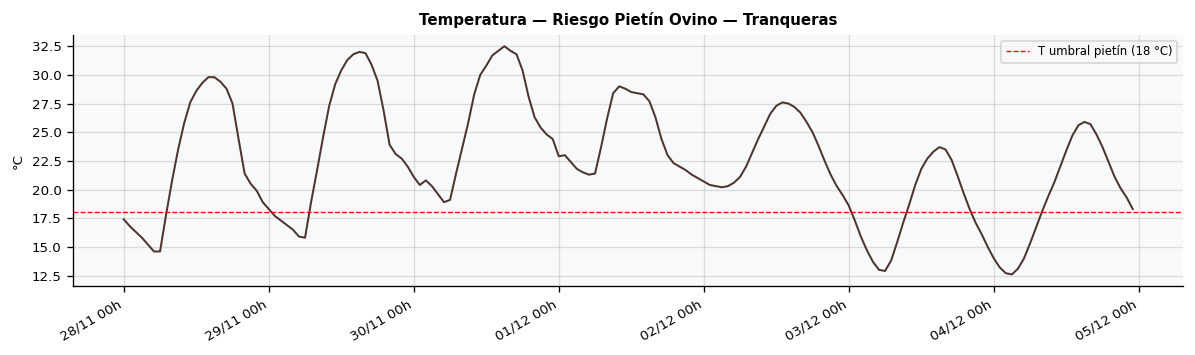 Temperatura — Riesgo Pietín Ovino — Tranqueras
T umbral pietín (18 °C)
°C
32.5
30.0
27.5
25.0
22.5
20.0
17.5
15.0
12.5
28/11 00h
29/11 00h
30/11 00h
01/12 00h
02/12 00h
03/12 00h
04/12 00h
05/12 00h